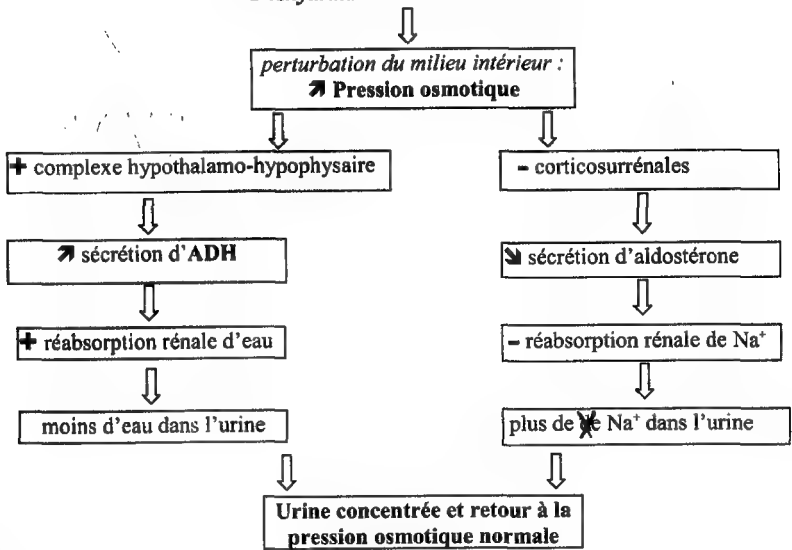 perturbation du milieu intérieur :
↗ Pression osmotique
+ complexe hypothalamo-hypophysaire
- corticosurrénales
↗ sécrétion d'ADH
↘ sécrétion d'aldostérone
+ réabsorption rénale d'eau
- réabsorption rénale de Na⁺
moins d'eau dans l'urine
plus de Na⁺ dans l'urine
Urine concentrée et retour à la
pression osmotique normale